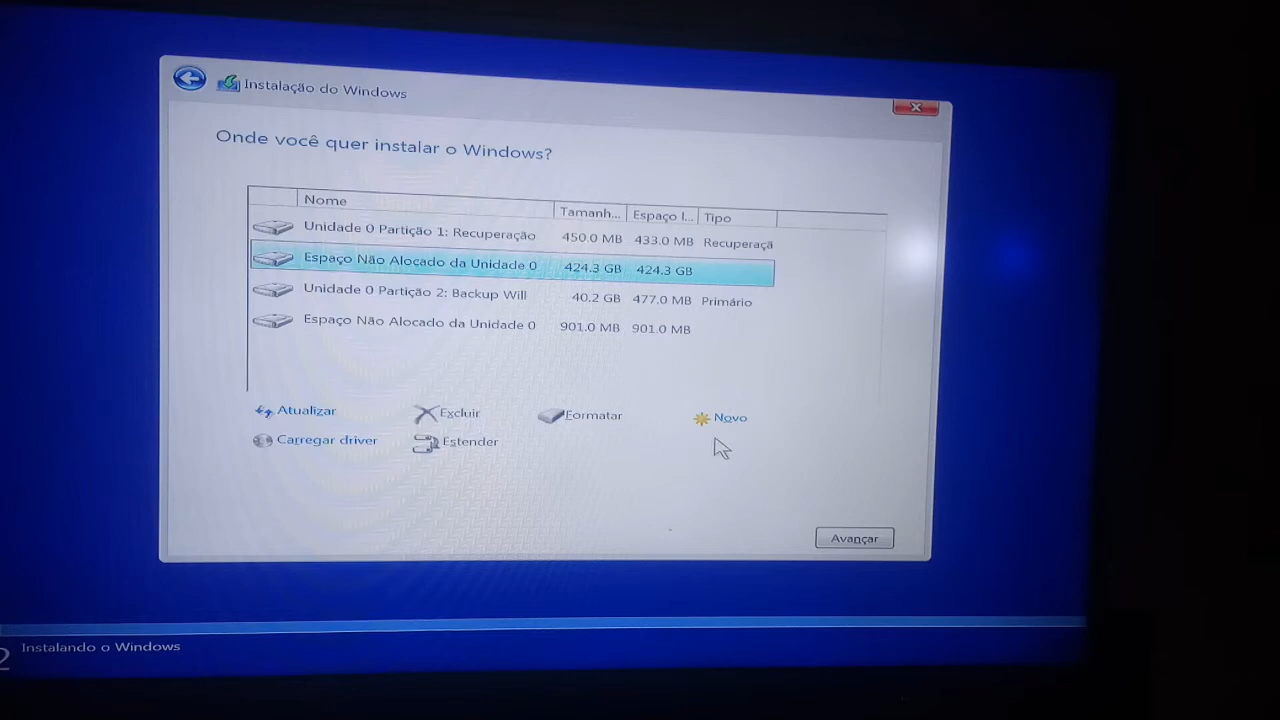 Instalação do Windows
Onde você quer instalar o Windows?
Nome Tamanh... Espaço l... Tipo
Unidade 0 Partição 1: Recuperação 450.0 MB 433.0 MB Recuperaçã
Espaço Não Alocado da Unidade 0 424.3 GB 424.3 GB
Unidade 0 Partição 2: Backup Will 40.2 GB 477.0 MB Primário
Espaço Não Alocado da Unidade 0 901.0 MB 901.0 MB
Atualizar Excluir Formatar Novo
Carregar driver Estender
Avançar
2 Instalando o Windows